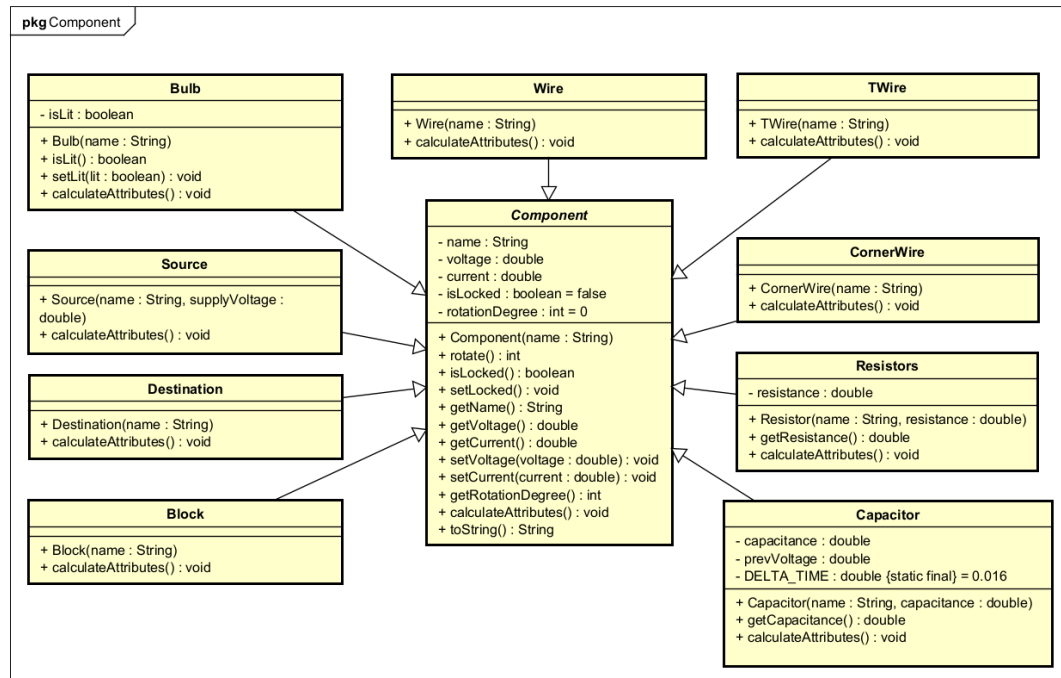 pkg Component
Bulb
- isLit : boolean
+ Bulb(name : String)
+ isLit() : boolean
+ setLit(lit : boolean) : void
+ calculateAttributes() : void
Wire
+ Wire(name : String)
+ calculateAttributes() : void
TWire
+ TWire(name : String)
+ calculateAttributes() : void
Source
+ Source(name : String, supplyVoltage :
double)
+ calculateAttributes() : void
Destination
+ Destination(name : String)
+ calculateAttributes() : void
Block
+ Block(name : String)
+ calculateAttributes() : void
Component
- name : String
- voltage : double
- current : double
- isLocked : boolean = false
- rotationDegree : int = 0
+ Component(name : String)
+ rotate() : int
+ isLocked() : boolean
+ setLocked() : void
+ getName() : String
+ getVoltage() : double
+ getCurrent() : double
+ setVoltage(voltage : double) : void
+ setCurrent(current : double) : void
+ getRotationDegree() : int
+ calculateAttributes() : void
+ toString() : String
CornerWire
+ CornerWire(name : String)
+ calculateAttributes() : void
Resistors
- resistance : double
+ Resistor(name : String, resistance : double)
+ getResistance() : double
+ calculateAttributes() : void
Capacitor
- capacitance : double
- prevVoltage : double
- DELTA_TIME : double {static final} = 0.016
+ Capacitor(name : String, capacitance : double)
+ getCapacitance() : double
+ calculateAttributes() : void